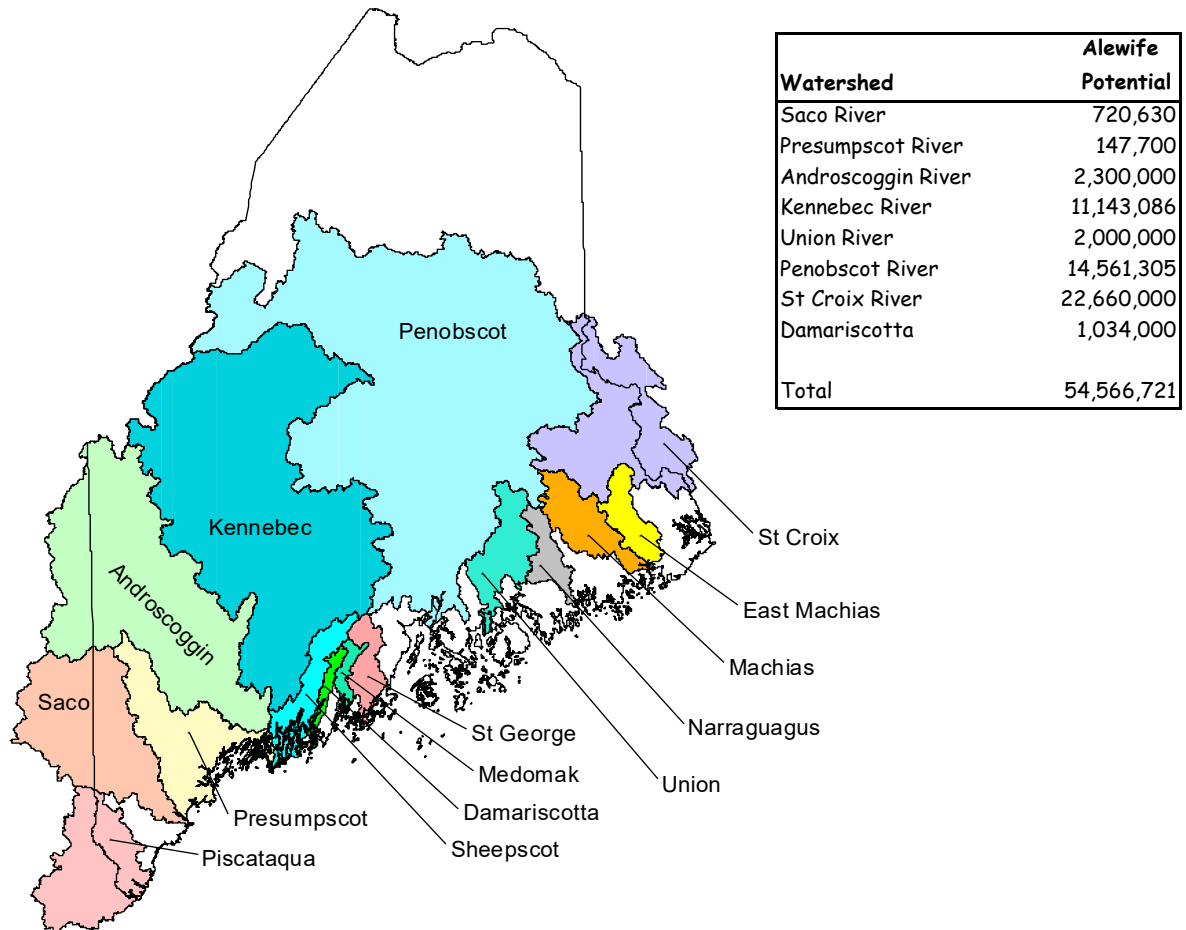 Alewife
Watershed Potential
Saco River 720,630
Presumpscot River 147,700
Androscoggin River 2,300,000
Kennebec River 11,143,086
Union River 2,000,000
Penobscot River 14,561,305
St Croix River 22,660,000
Damariscotta 1,034,000
Total 54,566,721
Penobscot
Kennebec
St Croix
Androscoggin
East Machias
Machias
Saco
Narraguagus
St George
Medomak
Union
Damariscotta
Presumpscot
Sheepscot
Piscataqua